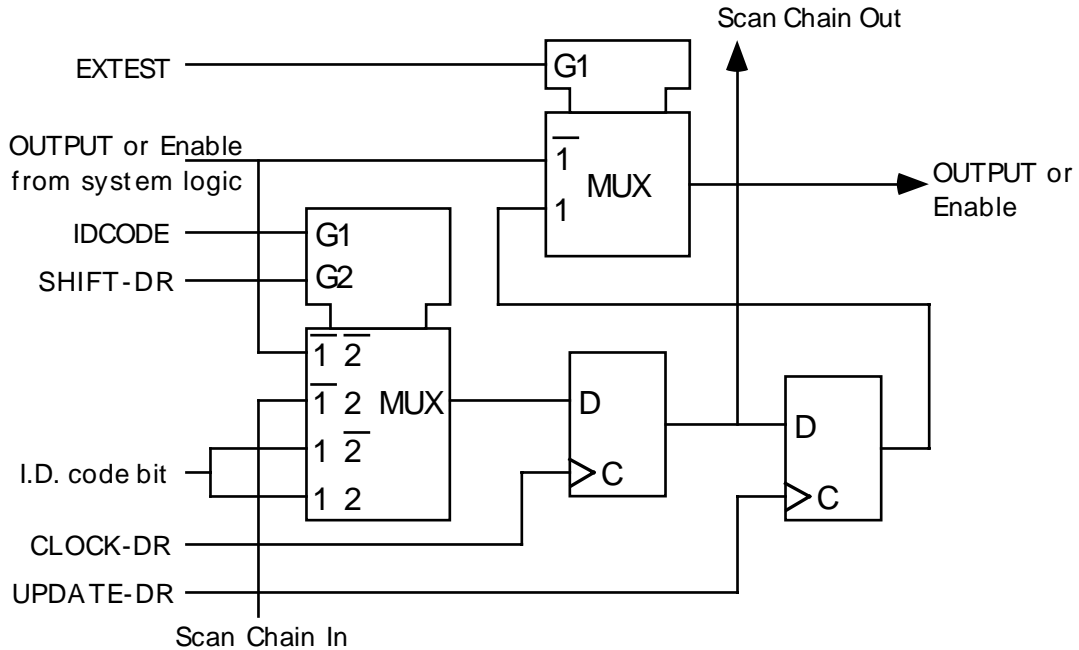 Scan Chain Out
EXTEST
G1
OUTPUT or Enable
from system logic
1̅
MUX
1
OUTPUT or
Enable
IDCODE
G1
SHIFT-DR
G2
1̅ 2̅
1̅ 2 MUX
1 2̅
1 2
I.D. code bit
D
C
D
C
CLOCK-DR
UPDATE-DR
Scan Chain In